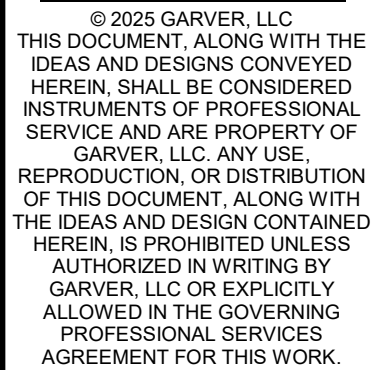 © 2025 GARVER, LLC
THIS DOCUMENT, ALONG WITH THE
IDEAS AND DESIGNS CONVEYED
HEREIN, SHALL BE CONSIDERED
INSTRUMENTS OF PROFESSIONAL
SERVICE AND ARE PROPERTY OF
GARVER, LLC. ANY USE,
REPRODUCTION, OR DISTRIBUTION
OF THIS DOCUMENT, ALONG WITH
THE IDEAS AND DESIGN CONTAINED
HEREIN, IS PROHIBITED UNLESS
AUTHORIZED IN WRITING BY
GARVER, LLC OR EXPLICITLY
ALLOWED IN THE GOVERNING
PROFESSIONAL SERVICES
AGREEMENT FOR THIS WORK.